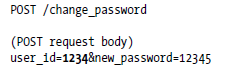 POST /change_password
(POST request body)
user_id=1234&new_password=12345